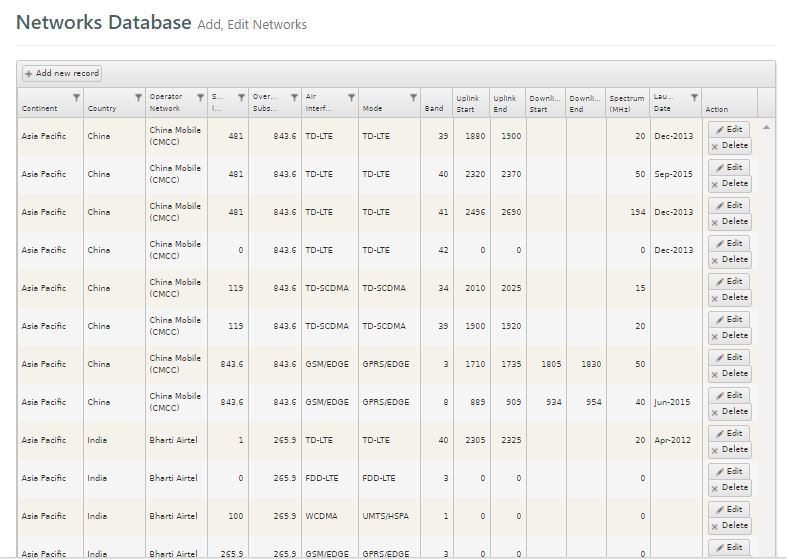 Networks Database Add, Edit Networks
+ Add new record
Continent Country Operator Network S... (... Over... Subs... Air Interf... Mode Band Uplink Start Uplink End Downli... Start Downli... End Spectrum (MHz) Lau... Date Action
Asia Pacific China China Mobile (CMCC) 481 843.6 TD-LTE TD-LTE 39 1880 1900 20 Dec-2013 Edit Delete
Asia Pacific China China Mobile (CMCC) 481 843.6 TD-LTE TD-LTE 40 2320 2370 50 Sep-2015 Edit Delete
Asia Pacific China China Mobile (CMCC) 481 843.6 TD-LTE TD-LTE 41 2496 2690 194 Dec-2013 Edit Delete
Asia Pacific China China Mobile (CMCC) 0 843.6 TD-LTE TD-LTE 42 0 0 0 Dec-2013 Edit Delete
Asia Pacific China China Mobile (CMCC) 119 843.6 TD-SCDMA TD-SCDMA 34 2010 2025 15 Edit Delete
Asia Pacific China China Mobile (CMCC) 119 843.6 TD-SCDMA TD-SCDMA 39 1900 1920 20 Edit Delete
Asia Pacific China China Mobile (CMCC) 843.6 843.6 GSM/EDGE GPRS/EDGE 3 1710 1735 1805 1830 50 Edit Delete
Asia Pacific China China Mobile (CMCC) 843.6 843.6 GSM/EDGE GPRS/EDGE 8 889 909 934 954 40 Jun-2015 Edit Delete
Asia Pacific India Bharti Airtel 1 265.9 TD-LTE TD-LTE 40 2305 2325 20 Apr-2012 Edit Delete
Asia Pacific India Bharti Airtel 0 265.9 FDD-LTE FDD-LTE 3 0 0 0 Edit Delete
Asia Pacific India Bharti Airtel 100 265.9 WCDMA UMTS/HSPA 1 0 0 0 Edit Delete
Asia Pacific India Bharti Airtel 265.9 265.9 GSM/EDGE GPRS/EDGE 3 0 0 0 Edit